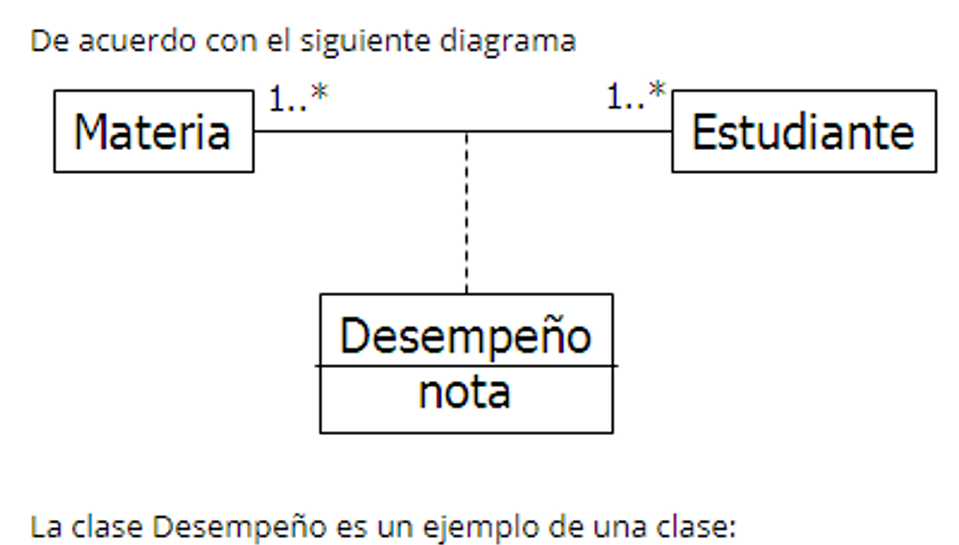 De acuerdo con el siguiente diagrama
1..* 1..*
Materia Estudiante
Desempeño
nota
La clase Desempeño es un ejemplo de una clase: